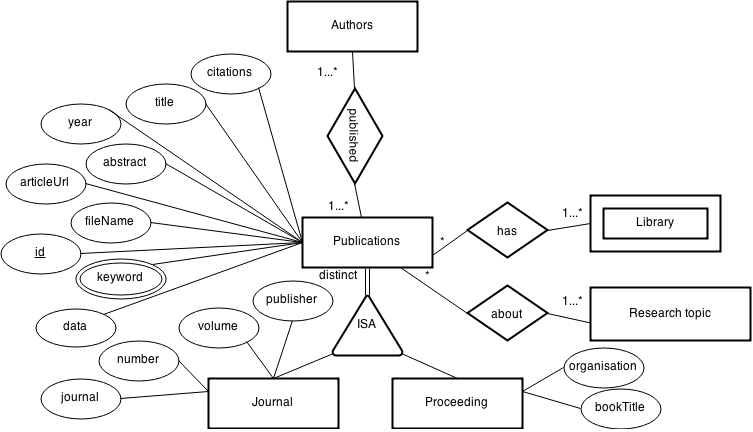 Authors
1...*
citations
title
year
published
abstract
articleUrl
fileName
1...*
1...*
Library
Publications
*
has
id
keyword
distinct
*
data
publisher
volume
ISA
about
1...*
Research topic
number
journal
Journal
Proceeding
organisation
bookTitle